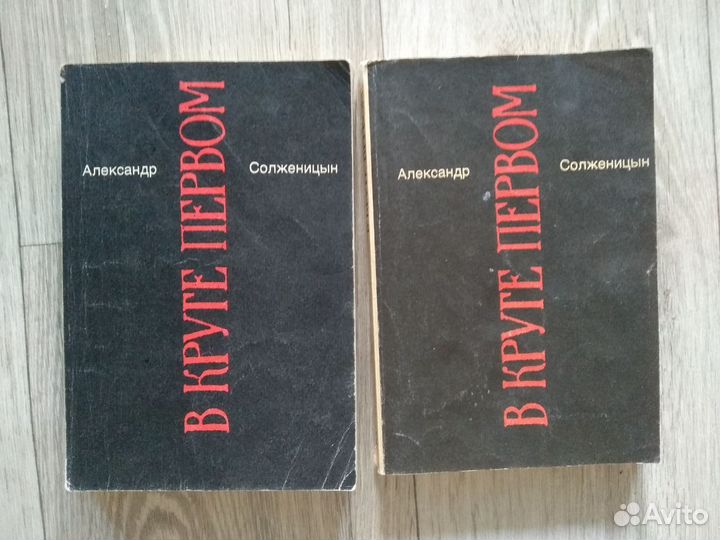 Александр
Солженицын
В КРУГЕ ПЕРВОМ
Александр
Солженицын
В КРУГЕ ПЕРВОМ
Avito